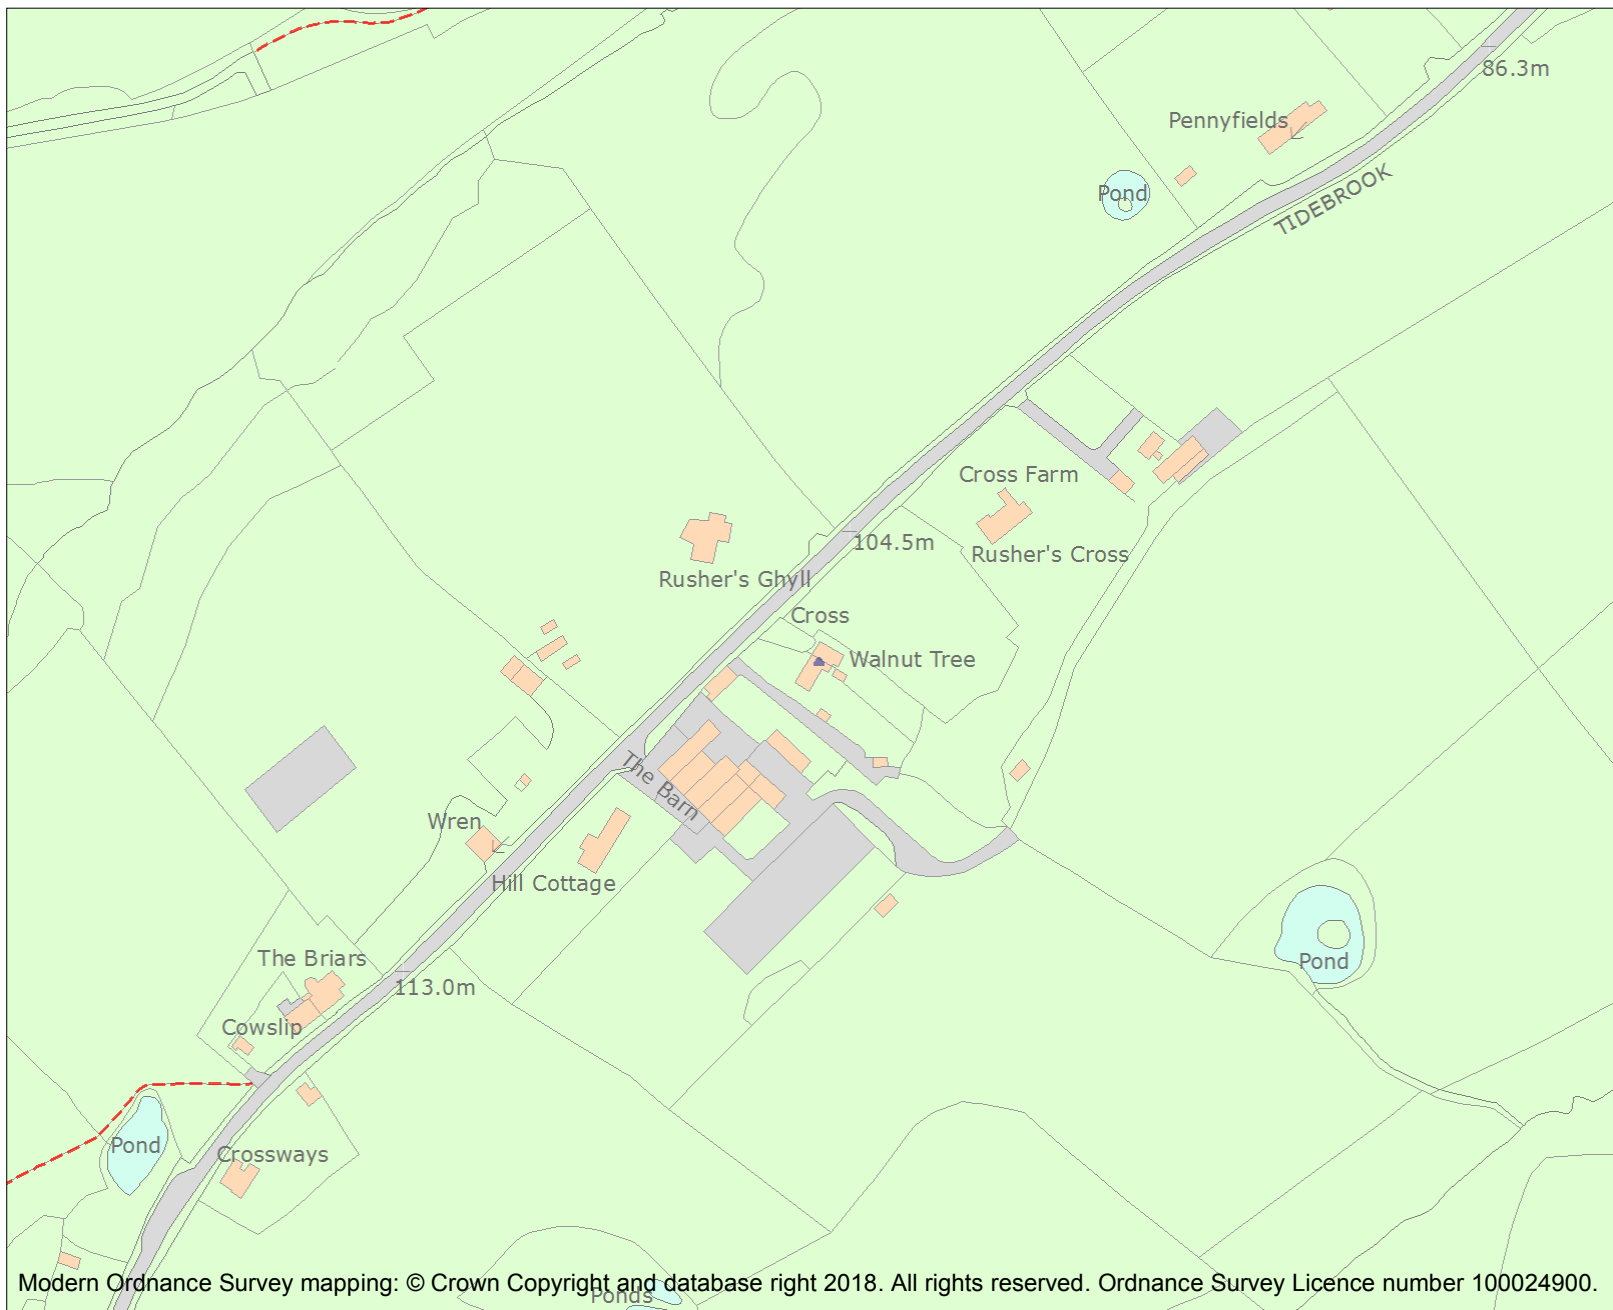 86.3m
Pennyfields
Pond
TIDEBROOK
Cross Farm
104.5m
Rusher's Cross
Rusher's Ghyll
Cross
Walnut Tree
The Barn
Wren
Hill Cottage
The Briars
Pond
113.0m
Cowslip
Pond
Crossways
Modern Ordnance Survey mapping: © Crown Copyright and database right 2018. All rights reserved. Ordnance Survey Licence number 100024900.
Ponds